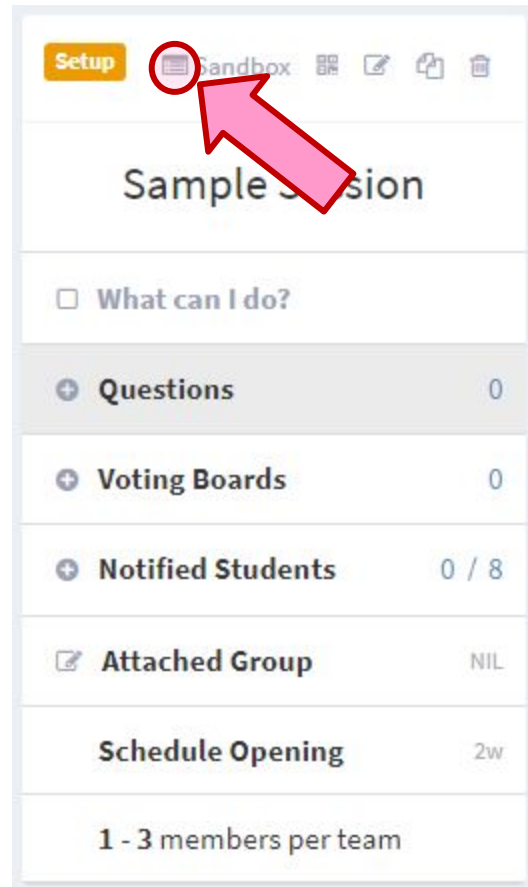 Setup Sandbox
Sample
What can I do?
Questions 0
Voting Boards 0
Notified Students 0 / 8
Attached Group NIL
Schedule Opening 2w
1 - 3 members per team